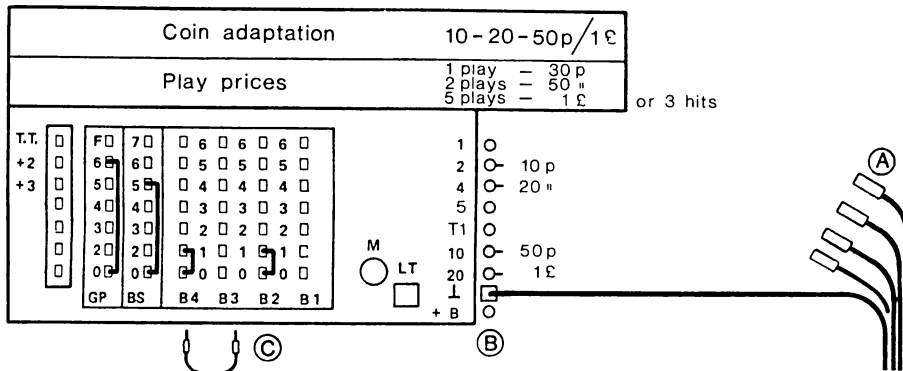 Coin adaptation 10-20-50p/1£
Play prices
1 play — 30 p
2 plays — 50 "
5 plays — 1 £
or 3 hits
T.T. F 7 6 6 6 1
+2 6 6 5 5 5 2 10 p
+3 5 5 4 4 4 4 20 "
4 4 3 3 3 5
3 3 2 2 2 T1
2 2 1 1 1 M 10 50 p
0 0 0 0 0 LT 20 1£
GP BS B4 B3 B2 B1 ⊥
+ B
A
B
C